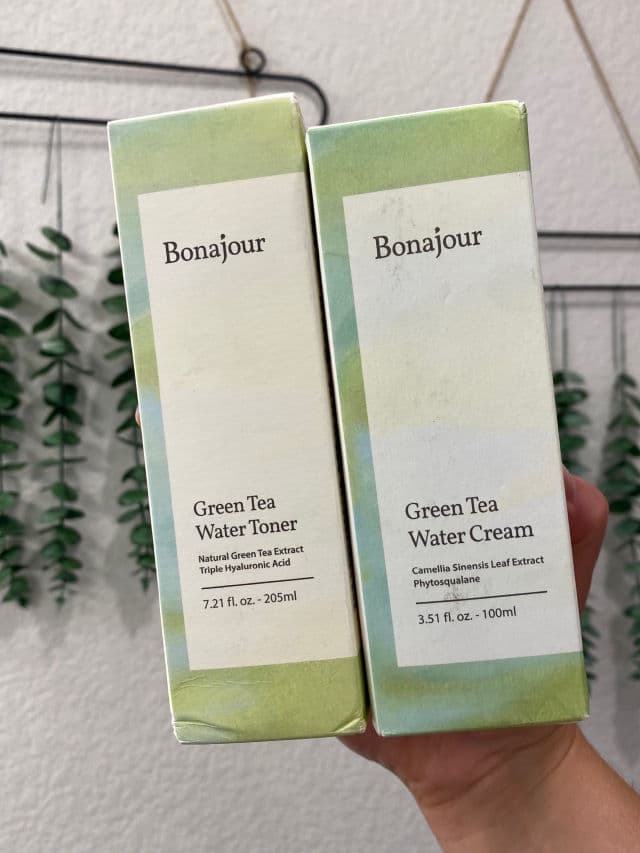 Bonajour
Green Tea
Water Toner
Natural Green Tea Extract
Triple Hyaluronic Acid
7.21 fl. oz. - 205ml
Bonajour
Green Tea
Water Cream
Camellia Sinensis Leaf Extract
Phytosqualane
3.51 fl. oz. - 100ml